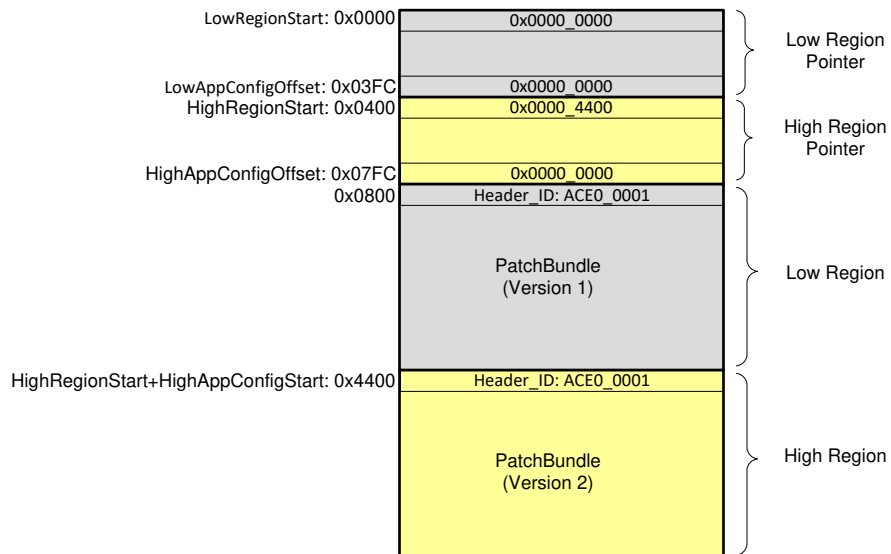 LowRegionStart: 0x0000
0x0000_0000
Low Region
Pointer
LowAppConfigOffset: 0x03FC
0x0000_0000
HighRegionStart: 0x0400
0x0000_4400
High Region
Pointer
HighAppConfigOffset: 0x07FC
0x0000_0000
0x0800
Header_ID: ACE0_0001
PatchBundle
(Version 1)
Low Region
HighRegionStart+HighAppConfigStart: 0x4400
Header_ID: ACE0_0001
PatchBundle
(Version 2)
High Region